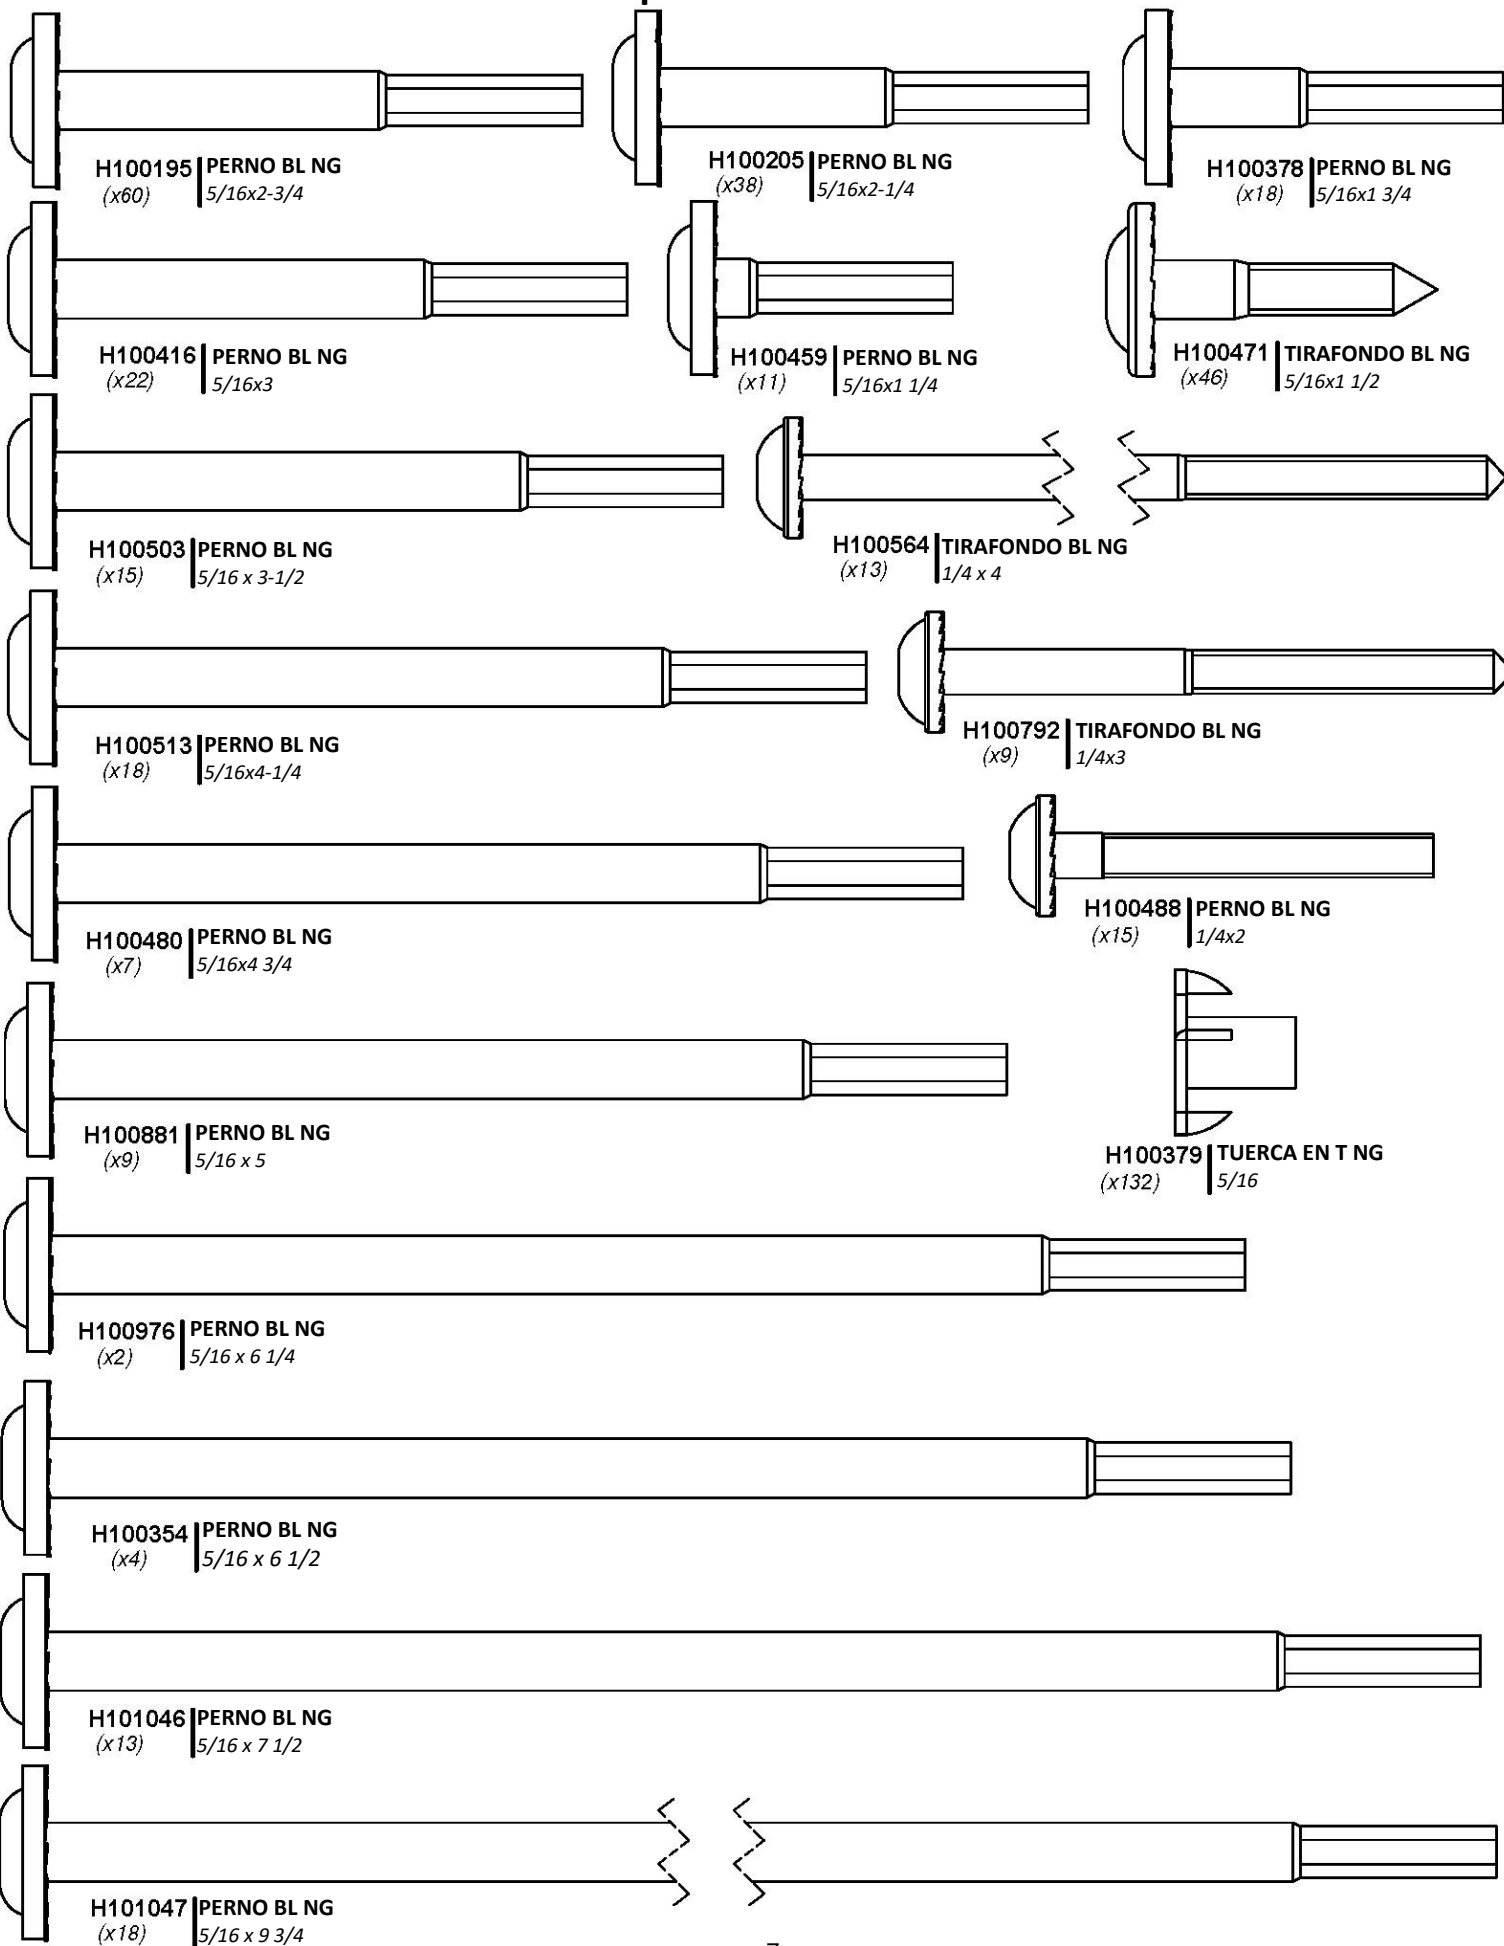 H100195 PERNO BL NG
(x60) 5/16x2-3/4
H100205 PERNO BL NG
(x38) 5/16x2-1/4
H100378 PERNO BL NG
(x18) 5/16x1 3/4
H100416 PERNO BL NG
(x22) 5/16x3
H100459 PERNO BL NG
(x11) 5/16x1 1/4
H100471 TIRAFONDO BL NG
(x46) 5/16x1 1/2
H100503 PERNO BL NG
(x15) 5/16 x 3-1/2
H100564 TIRAFONDO BL NG
(x13) 1/4 x 4
H100513 PERNO BL NG
(x18) 5/16x4-1/4
H100792 TIRAFONDO BL NG
(x9) 1/4x3
H100480 PERNO BL NG
(x7) 5/16x4 3/4
H100488 PERNO BL NG
(x15) 1/4x2
H100881 PERNO BL NG
(x9) 5/16 x 5
H100379 TUERCA EN T NG
(x132) 5/16
H100976 PERNO BL NG
(x2) 5/16 x 6 1/4
H100354 PERNO BL NG
(x4) 5/16 x 6 1/2
H101046 PERNO BL NG
(x13) 5/16 x 7 1/2
H101047 PERNO BL NG
(x18) 5/16 x 9 3/4